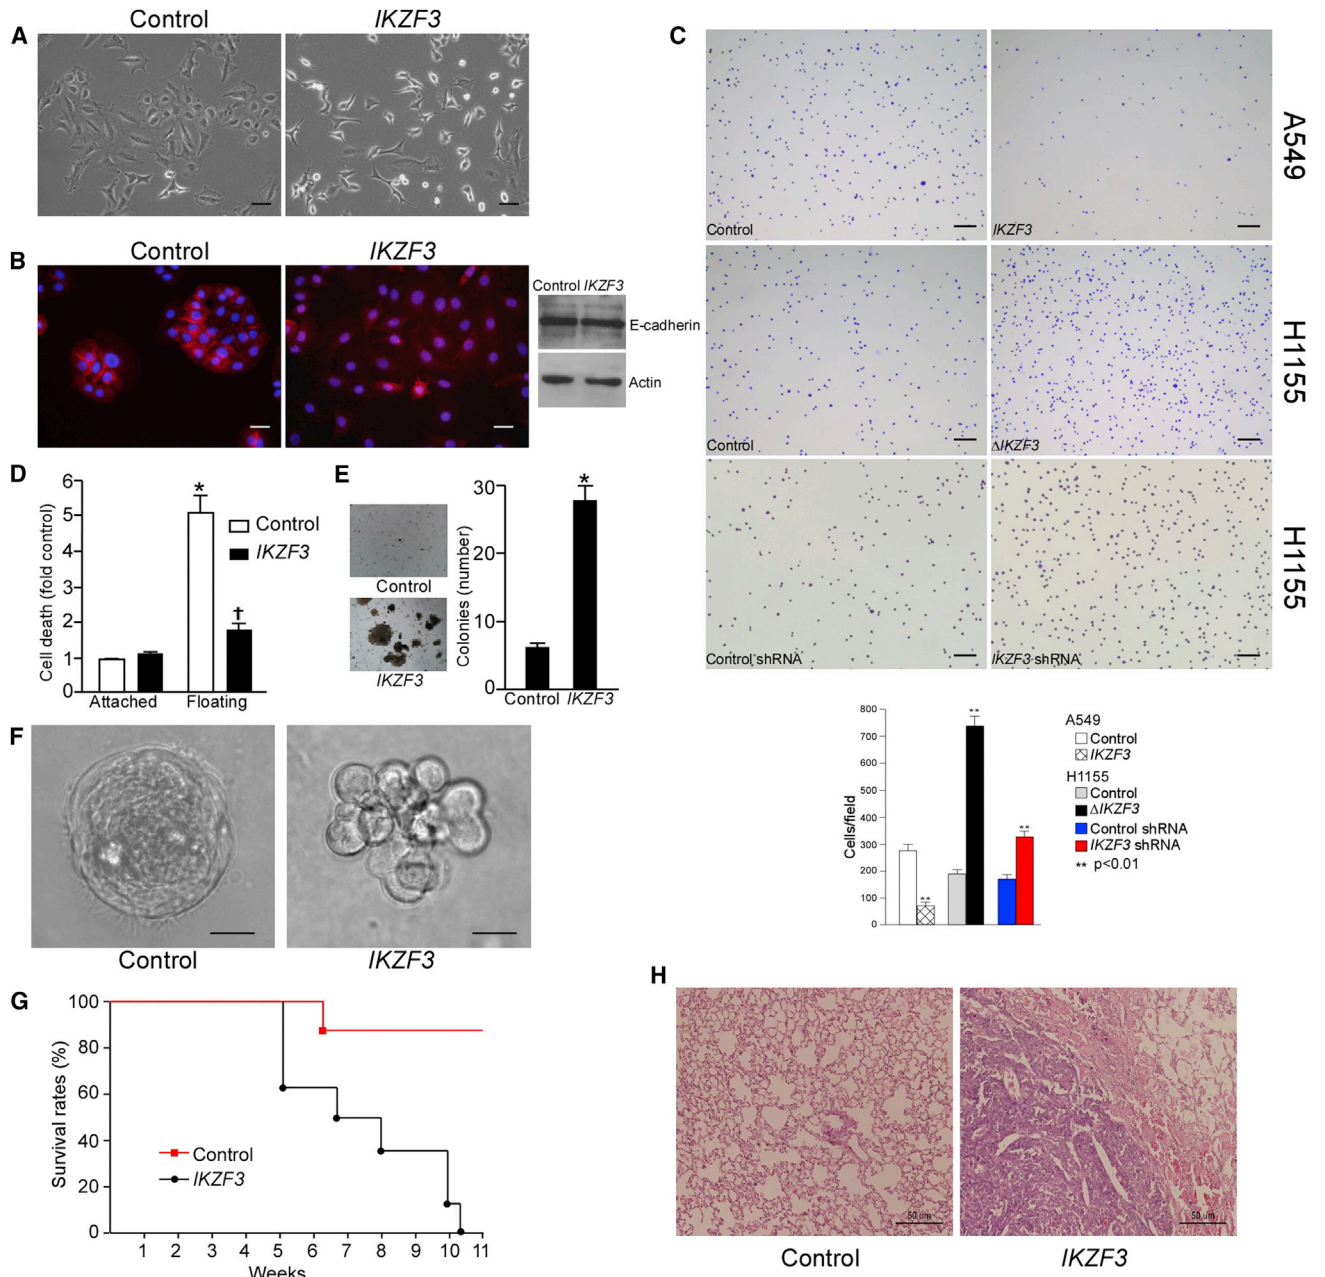 A
Control
IKZF3
B
Control
IKZF3
Control IKZF3
E-cadherin
Actin
C
Control
IKZF3
A549
Control
ΔIKZF3
H1155
Control shRNA
IKZF3 shRNA
H1155
800
700
600
500
400
300
200
100
0
Cells/field
**
**
**
A549
Control
IKZF3
H1155
Control
ΔIKZF3
Control shRNA
IKZF3 shRNA
** p<0.01
D
6
5
4
3
2
1
0
Cell death (fold control)
*
†
Control
IKZF3
Attached
Floating
E
Control
IKZF3
30
20
10
0
Colonies (number)
*
Control IKZF3
F
Control
IKZF3
G
100
80
60
40
20
0
Survival rates (%)
Control
IKZF3
1 2 3 4 5 6 7 8 9 10 11
Weeks
H
50 um
50 um
Control
IKZF3